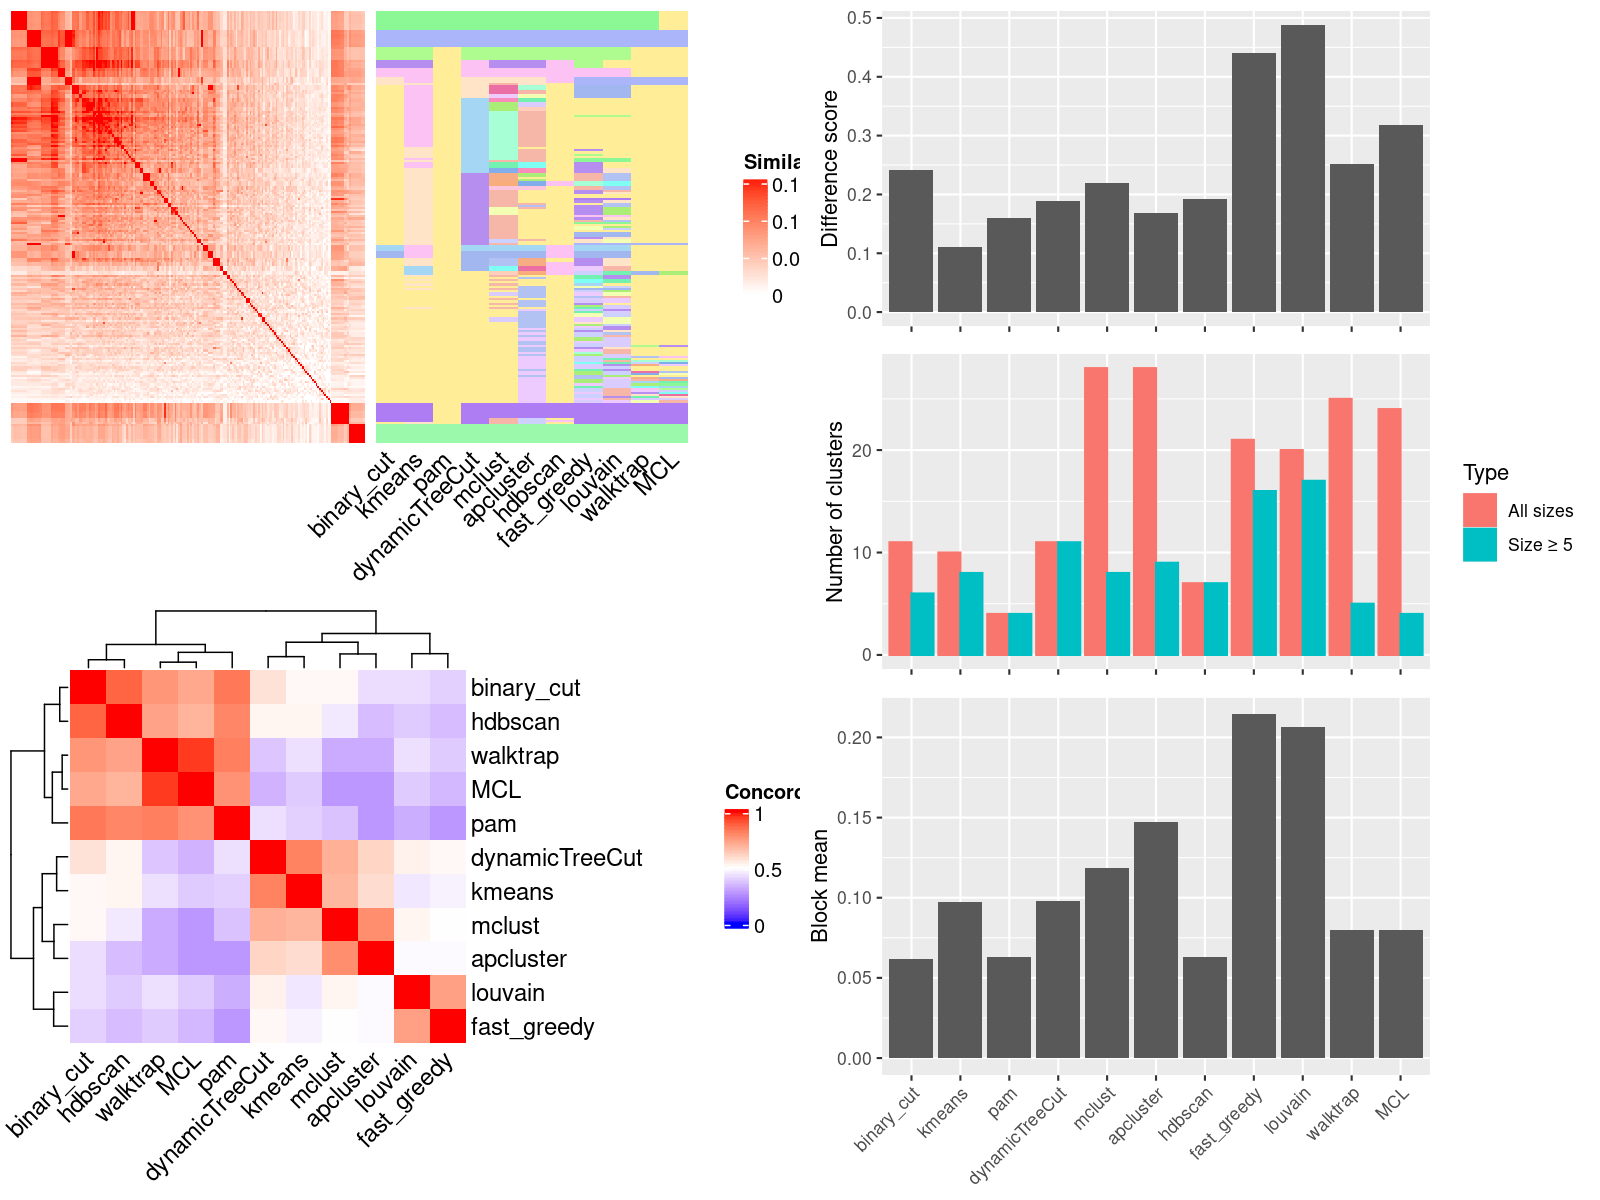 Simila
0.1
0.1
0.0
0
binary_cut
kmeans
pam
dynamicTreeCut
mclust
apcluster
hdbscan
fast_greedy
louvain
walktrap
MCL
binary_cut
hdbscan
walktrap
MCL
pam
dynamicTreeCut
kmeans
mclust
apcluster
louvain
fast_greedy
binary_cut
hdbscan
walktrap
MCL
pam
dynamicTreeCut
kmeans
mclust
apcluster
louvain
fast_greedy
Concord
1
0.5
0
Difference score
0.5
0.4
0.3
0.2
0.1
0.0
Number of clusters
20
10
0
Type
All sizes
Size ≥ 5
Block mean
0.20
0.15
0.10
0.05
0.00
binary_cut
kmeans
pam
dynamicTreeCut
mclust
apcluster
hdbscan
fast_greedy
louvain
walktrap
MCL